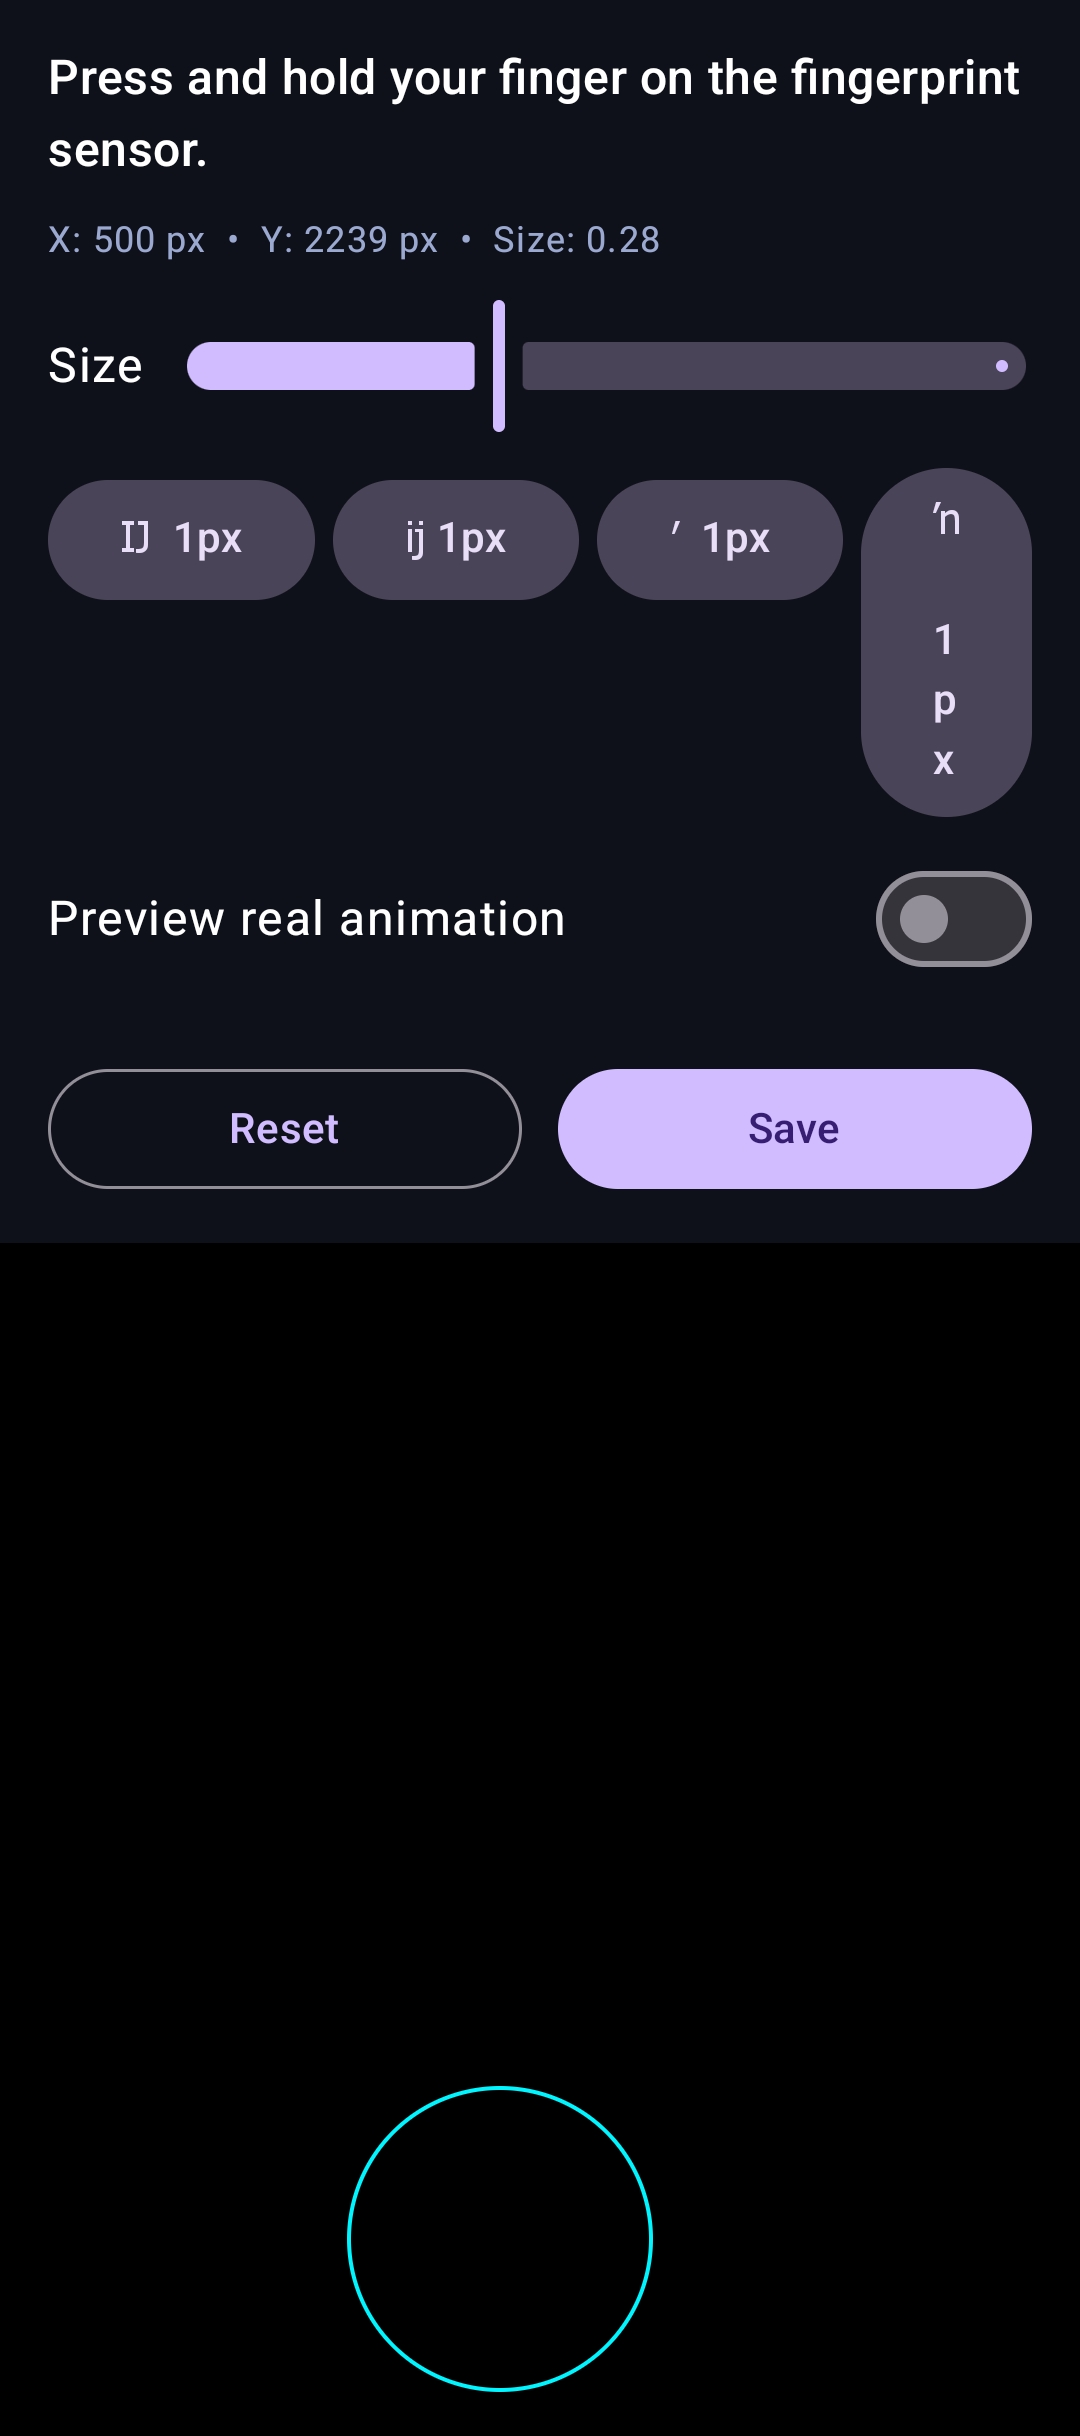 Press and hold your finger on the fingerprint
sensor.
X: 500 px • Y: 2239 px • Size: 0.28
Size
Ĳ 1px
ĳ 1px
′ 1px
ŉ
1
p
x
Preview real animation
Reset
Save